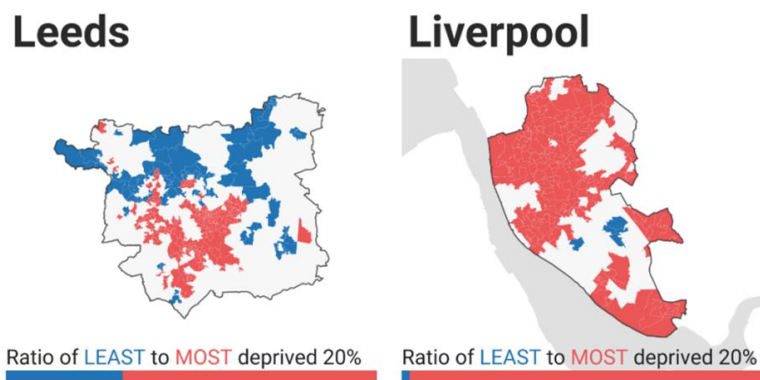 Leeds
Liverpool
Ratio of LEAST to MOST deprived 20%
Ratio of LEAST to MOST deprived 20%